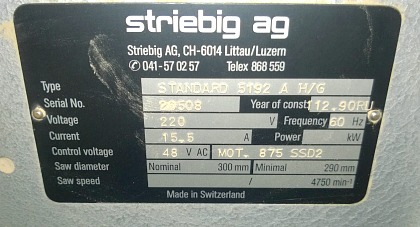 striebig ag
Striebig AG, CH-6014 Littau/Luzern
✆ 041-57 02 57 Telex 868 559
Type STANDARD 5192 A H/G
Serial No. 20508 Year of const. 112.90RU
Voltage 220 V Frequency 60 Hz
Current 15.5 A Power kW
Control voltage 48 V AC MOT. 875 SSD2
Saw diameter Nominal 300 mm Minimal 290 mm
Saw speed / 4750 min⁻¹
Made in Switzerland